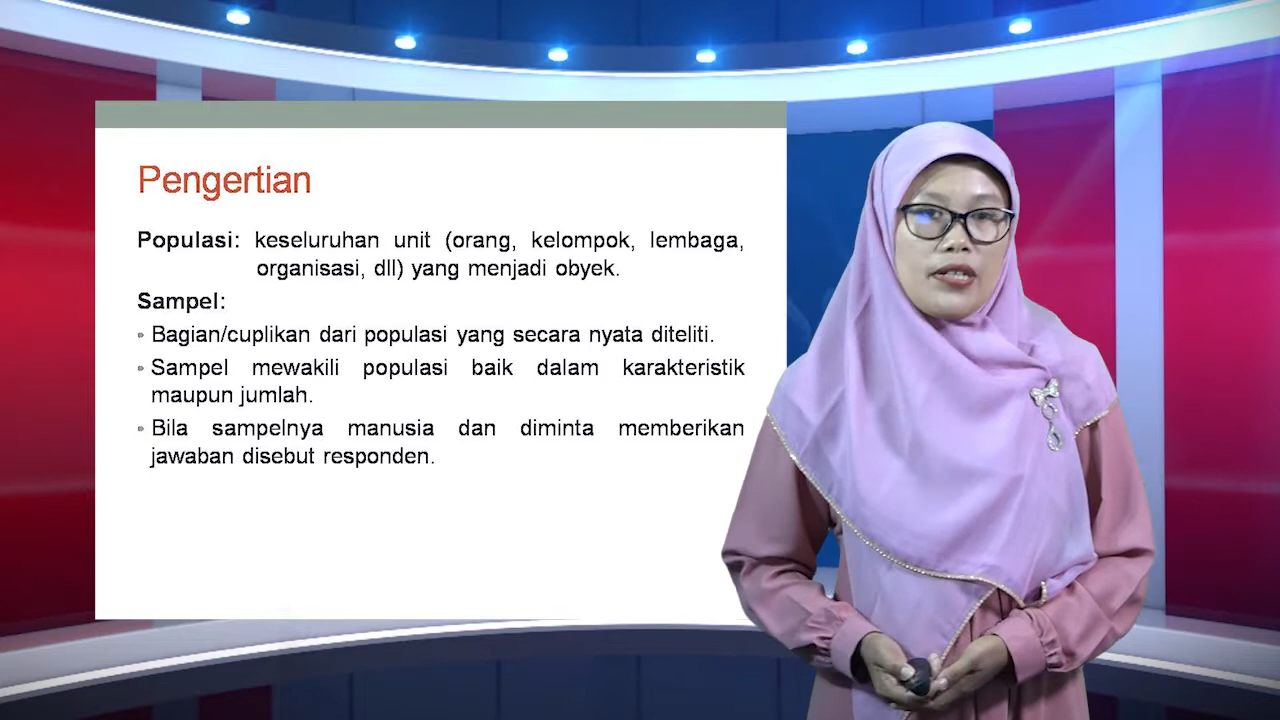 Pengertian
Populasi: keseluruhan unit (orang, kelompok, lembaga,
organisasi, dll) yang menjadi obyek.
Sampel:
• Bagian/cuplikan dari populasi yang secara nyata diteliti.
• Sampel mewakili populasi baik dalam karakteristik
maupun jumlah.
• Bila sampelnya manusia dan diminta memberikan
jawaban disebut responden.